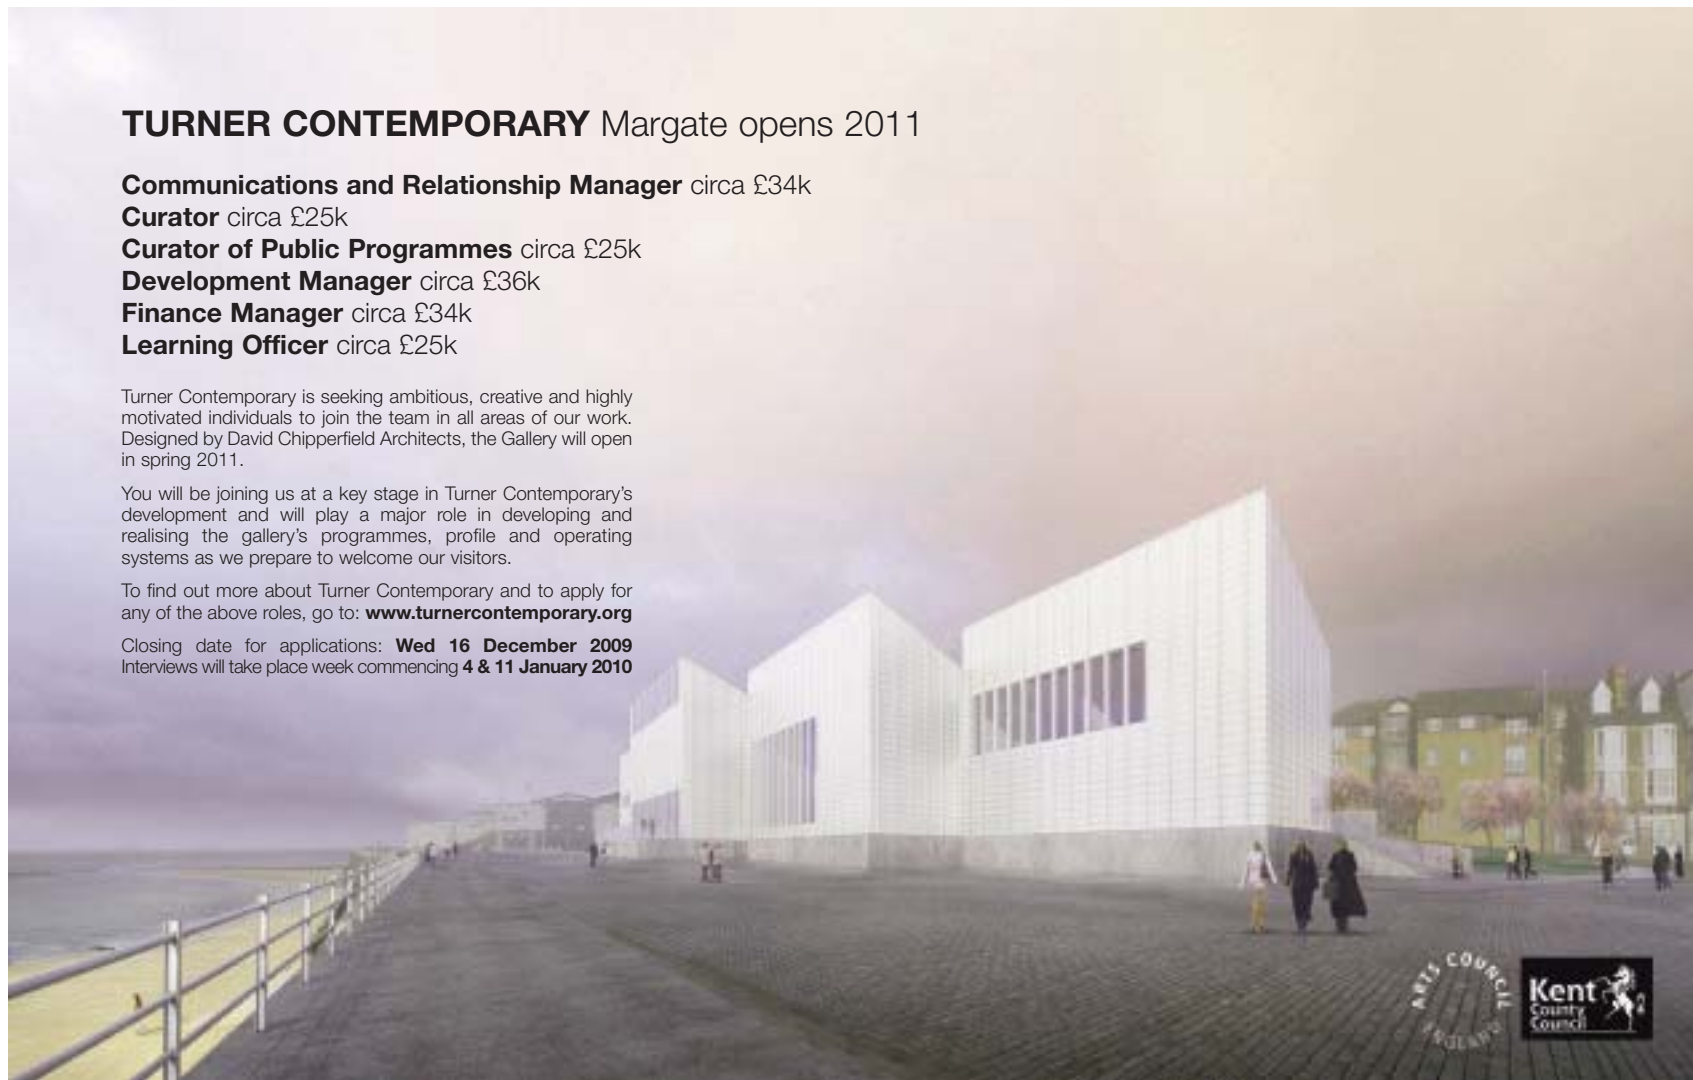 TURNER CONTEMPORARY Margate opens 2011
Communications and Relationship Manager circa £34k
Curator circa £25k
Curator of Public Programmes circa £25k
Development Manager circa £36k
Finance Manager circa £34k
Learning Officer circa £25k
Turner Contemporary is seeking ambitious, creative and highly
motivated individuals to join the team in all areas of our work.
Designed by David Chipperfield Architects, the Gallery will open
in spring 2011.
You will be joining us at a key stage in Turner Contemporary’s
development and will play a major role in developing and
realising the gallery’s programmes, profile and operating
systems as we prepare to welcome our visitors.
To find out more about Turner Contemporary and to apply for
any of the above roles, go to: www.turnercontemporary.org
Closing date for applications: Wed 16 December 2009
Interviews will take place week commencing 4 & 11 January 2010
ARTS COUNCIL
ENGLAND
Kent
County
Council